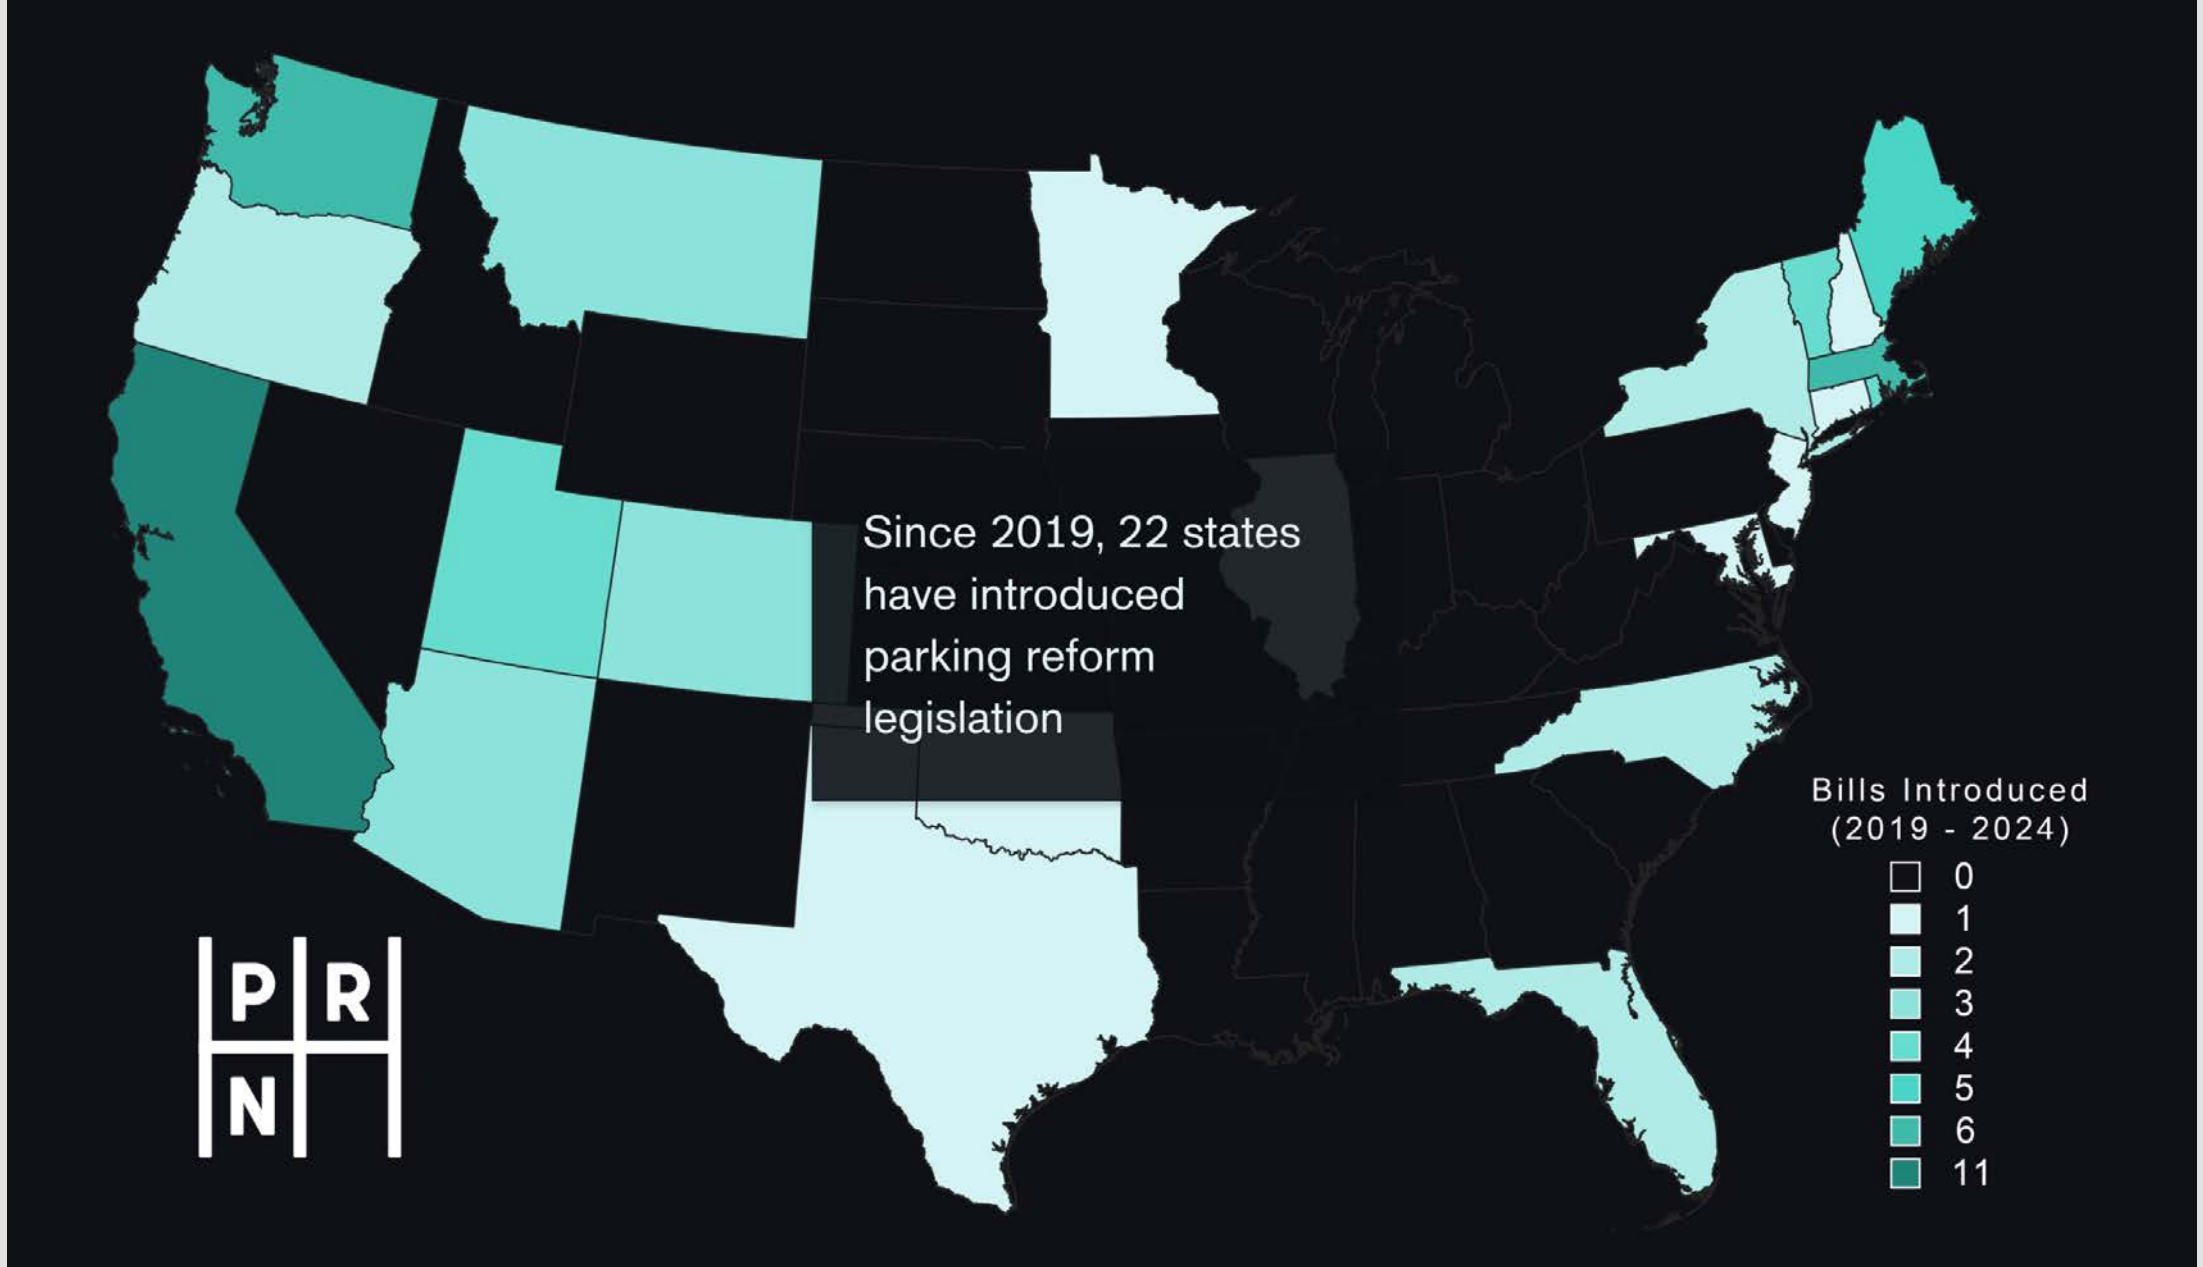 Since 2019, 22 states
have introduced
parking reform
legislation
Bills Introduced
(2019 - 2024)
0
1
2
3
4
5
6
11
P R
N